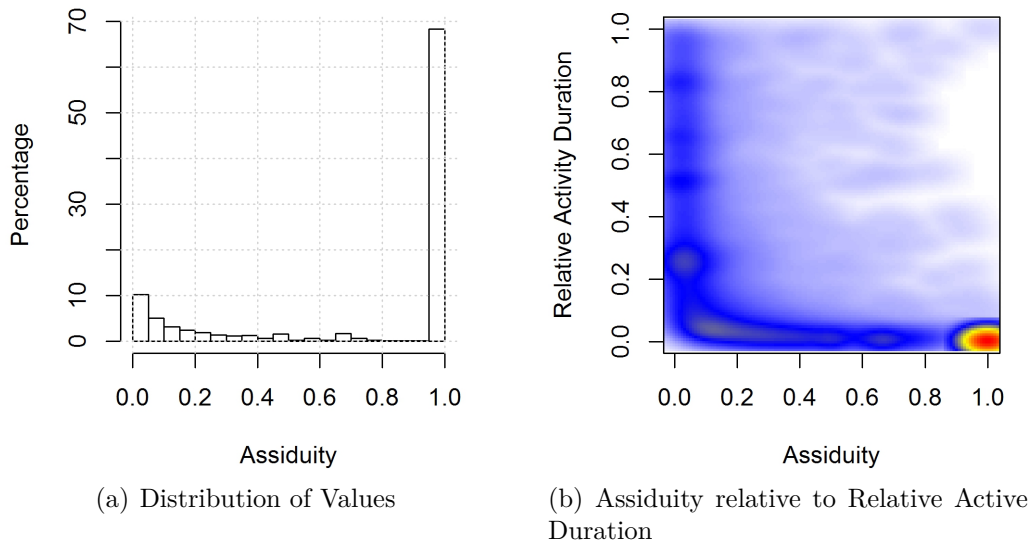 Percentage
70
50
30
10
0
0.0 0.2 0.4 0.6 0.8 1.0
Assiduity
(a) Distribution of Values
Relative Activity Duration
1.0
0.8
0.6
0.4
0.2
0.0
0.0 0.2 0.4 0.6 0.8 1.0
Assiduity
(b) Assiduity relative to Relative Active
Duration